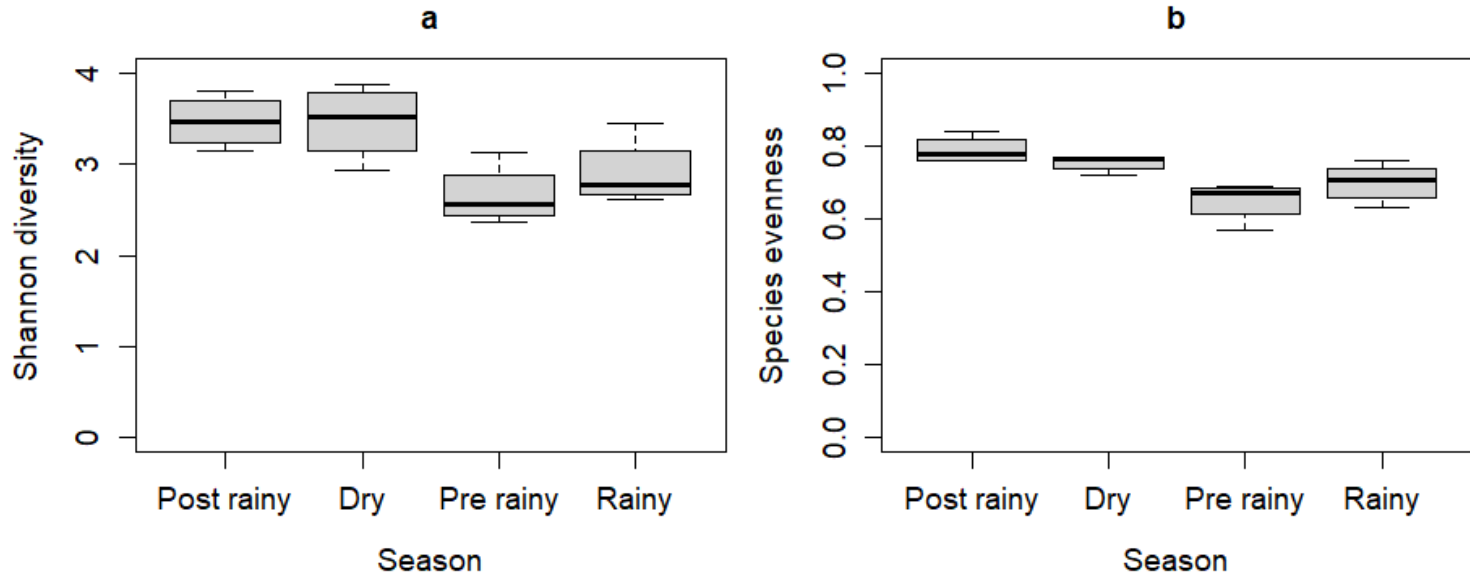 a
Shannon diversity
4
3
2
1
0
Post rainy
Dry
Pre rainy
Rainy
Season
b
Species evenness
1.0
0.8
0.6
0.4
0.2
0.0
Post rainy
Dry
Pre rainy
Rainy
Season